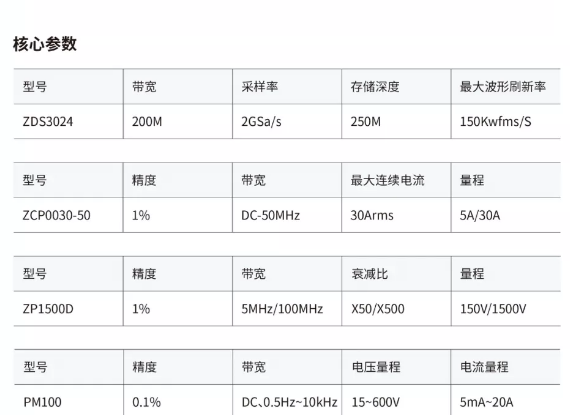 核心参数
型号 带宽 采样率 存储深度 最大波形刷新率
ZDS3024 200M 2GSa/s 250M 150Kwfms/S
型号 精度 带宽 最大连续电流 量程
ZCP0030-50 1% DC-50MHz 30Arms 5A/30A
型号 精度 带宽 衰减比 量程
ZP1500D 1% 5MHz/100MHz X50/X500 150V/1500V
型号 精度 带宽 电压量程 电流量程
PM100 0.1% DC、0.5Hz~10kHz 15~600V 5mA~20A